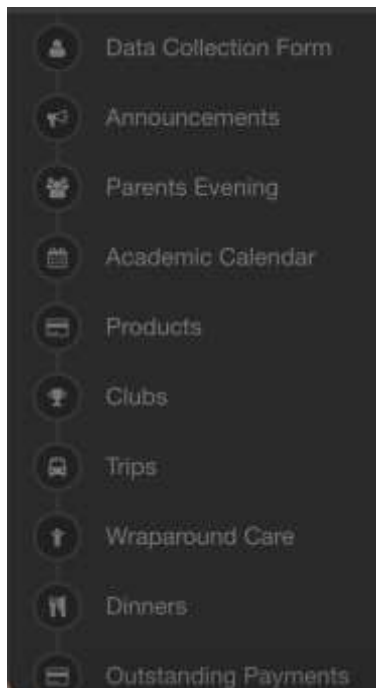 Data Collection Form
Announcements
Parents Evening
Academic Calendar
Products
Clubs
Trips
Wraparound Care
Dinners
Outstanding Payments